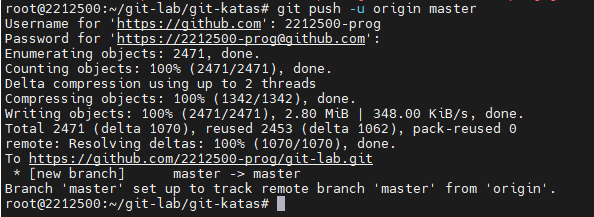 root@2212500:~/git-lab/git-katas# git push -u origin master
Username for 'https://github.com': 2212500-prog
Password for 'https://2212500-prog@github.com':
Enumerating objects: 2471, done.
Counting objects: 100% (2471/2471), done.
Delta compression using up to 2 threads
Compressing objects: 100% (1342/1342), done.
Writing objects: 100% (2471/2471), 2.80 MiB | 348.00 KiB/s, done.
Total 2471 (delta 1070), reused 2453 (delta 1062), pack-reused 0
remote: Resolving deltas: 100% (1070/1070), done.
To https://github.com/2212500-prog/git-lab.git
 * [new branch]      master -> master
Branch 'master' set up to track remote branch 'master' from 'origin'.
root@2212500:~/git-lab/git-katas#